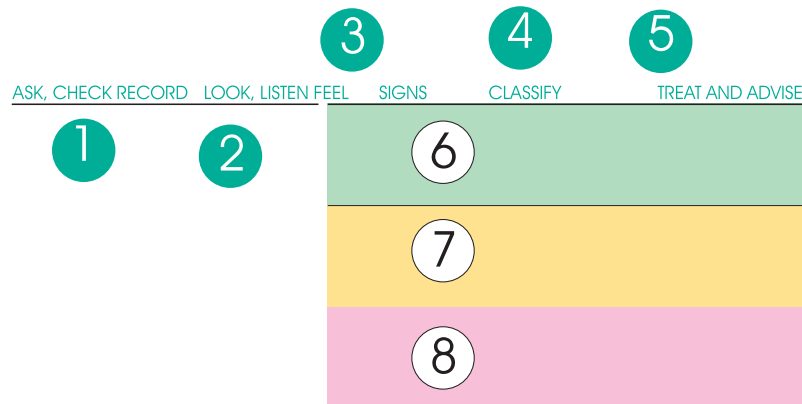 3 4 5
ASK, CHECK RECORD LOOK, LISTEN FEEL SIGNS CLASSIFY TREAT AND ADVISE
1 2
6
7
8